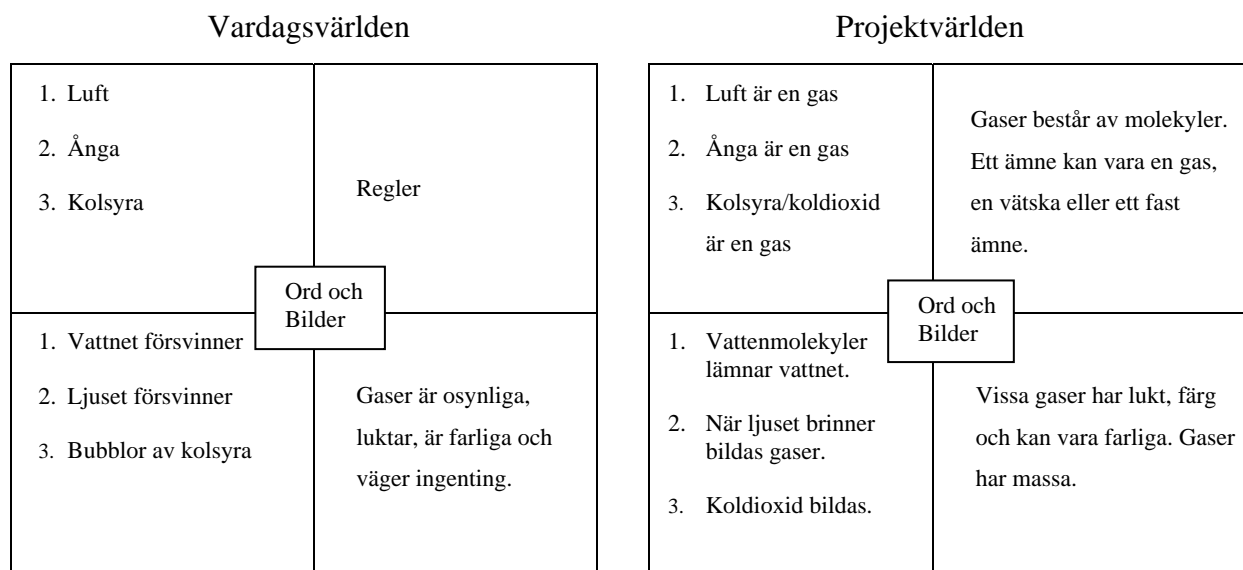 Vardagsvärlden
1. Luft
2. Ånga
3. Kolsyra
Regler
Ord och
Bilder
1. Vattnet försvinner
2. Ljuset försvinner
3. Bubblor av kolsyra
Gaser är osynliga,
luktar, är farliga och
väger ingenting.
Projektvärlden
1. Luft är en gas
2. Ånga är en gas
3. Kolsyra/koldioxid
är en gas
Gaser består av molekyler.
Ett ämne kan vara en gas,
en vätska eller ett fast
ämne.
Ord och
Bilder
1. Vattenmolekyler
lämnar vattnet.
2. När ljuset brinner
bildas gaser.
3. Koldioxid bildas.
Vissa gaser har lukt, färg
och kan vara farliga. Gaser
har massa.